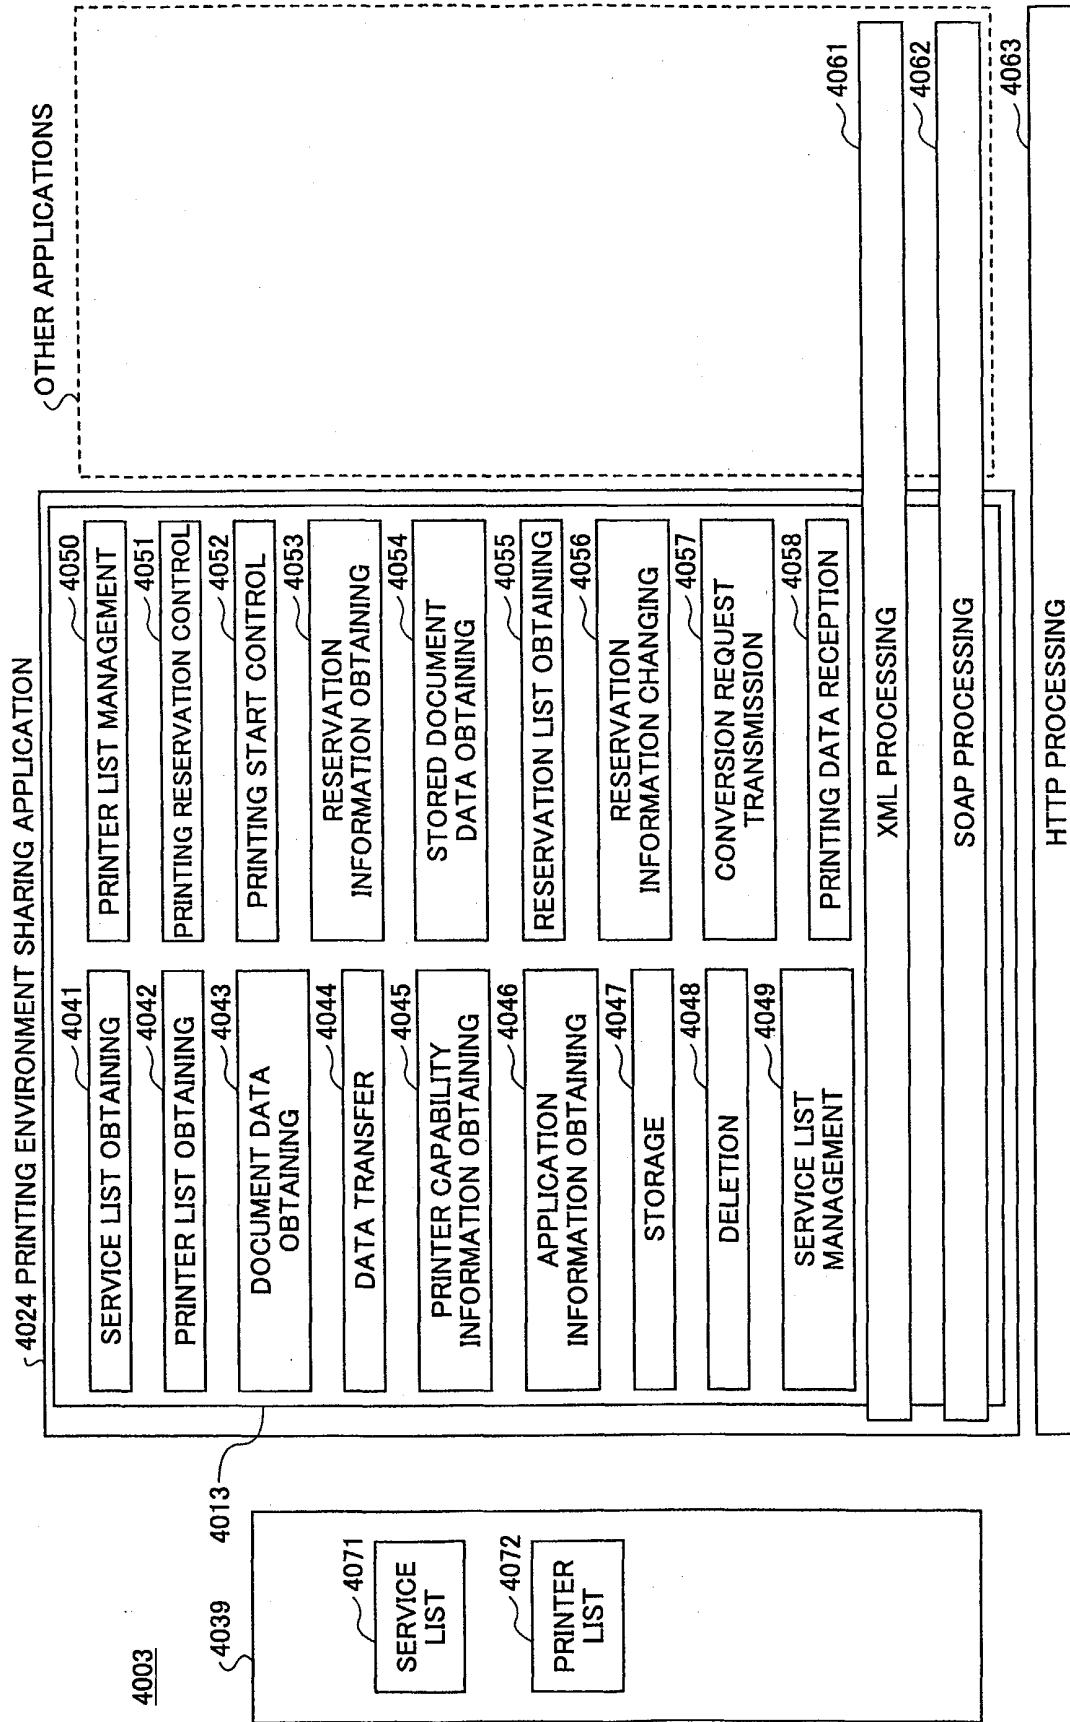 4003
4039
4071
SERVICE
LIST
4072
PRINTER
LIST
4013
4024 PRINTING ENVIRONMENT SHARING APPLICATION
4041
SERVICE LIST OBTAINING
4042
PRINTER LIST OBTAINING
4043
DOCUMENT DATA
OBTAINING
4044
DATA TRANSFER
4045
PRINTER CAPABILITY
INFORMATION OBTAINING
4046
APPLICATION
INFORMATION OBTAINING
4047
STORAGE
4048
DELETION
4049
SERVICE LIST
MANAGEMENT
4050
PRINTER LIST MANAGEMENT
4051
PRINTING RESERVATION CONTROL
4052
PRINTING START CONTROL
4053
RESERVATION
INFORMATION OBTAINING
4054
STORED DOCUMENT
DATA OBTAINING
4055
RESERVATION LIST OBTAINING
4056
RESERVATION
INFORMATION CHANGING
4057
CONVERSION REQUEST
TRANSMISSION
4058
PRINTING DATA RECEPTION
OTHER APPLICATIONS
4061
XML PROCESSING
4062
SOAP PROCESSING
4063
HTTP PROCESSING